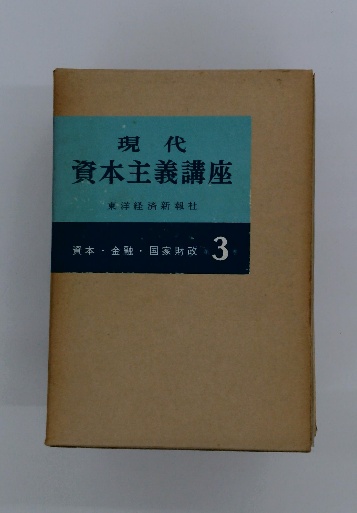 現代
資本主義講座
東洋経済新報社
資本・金融・国家財政 3